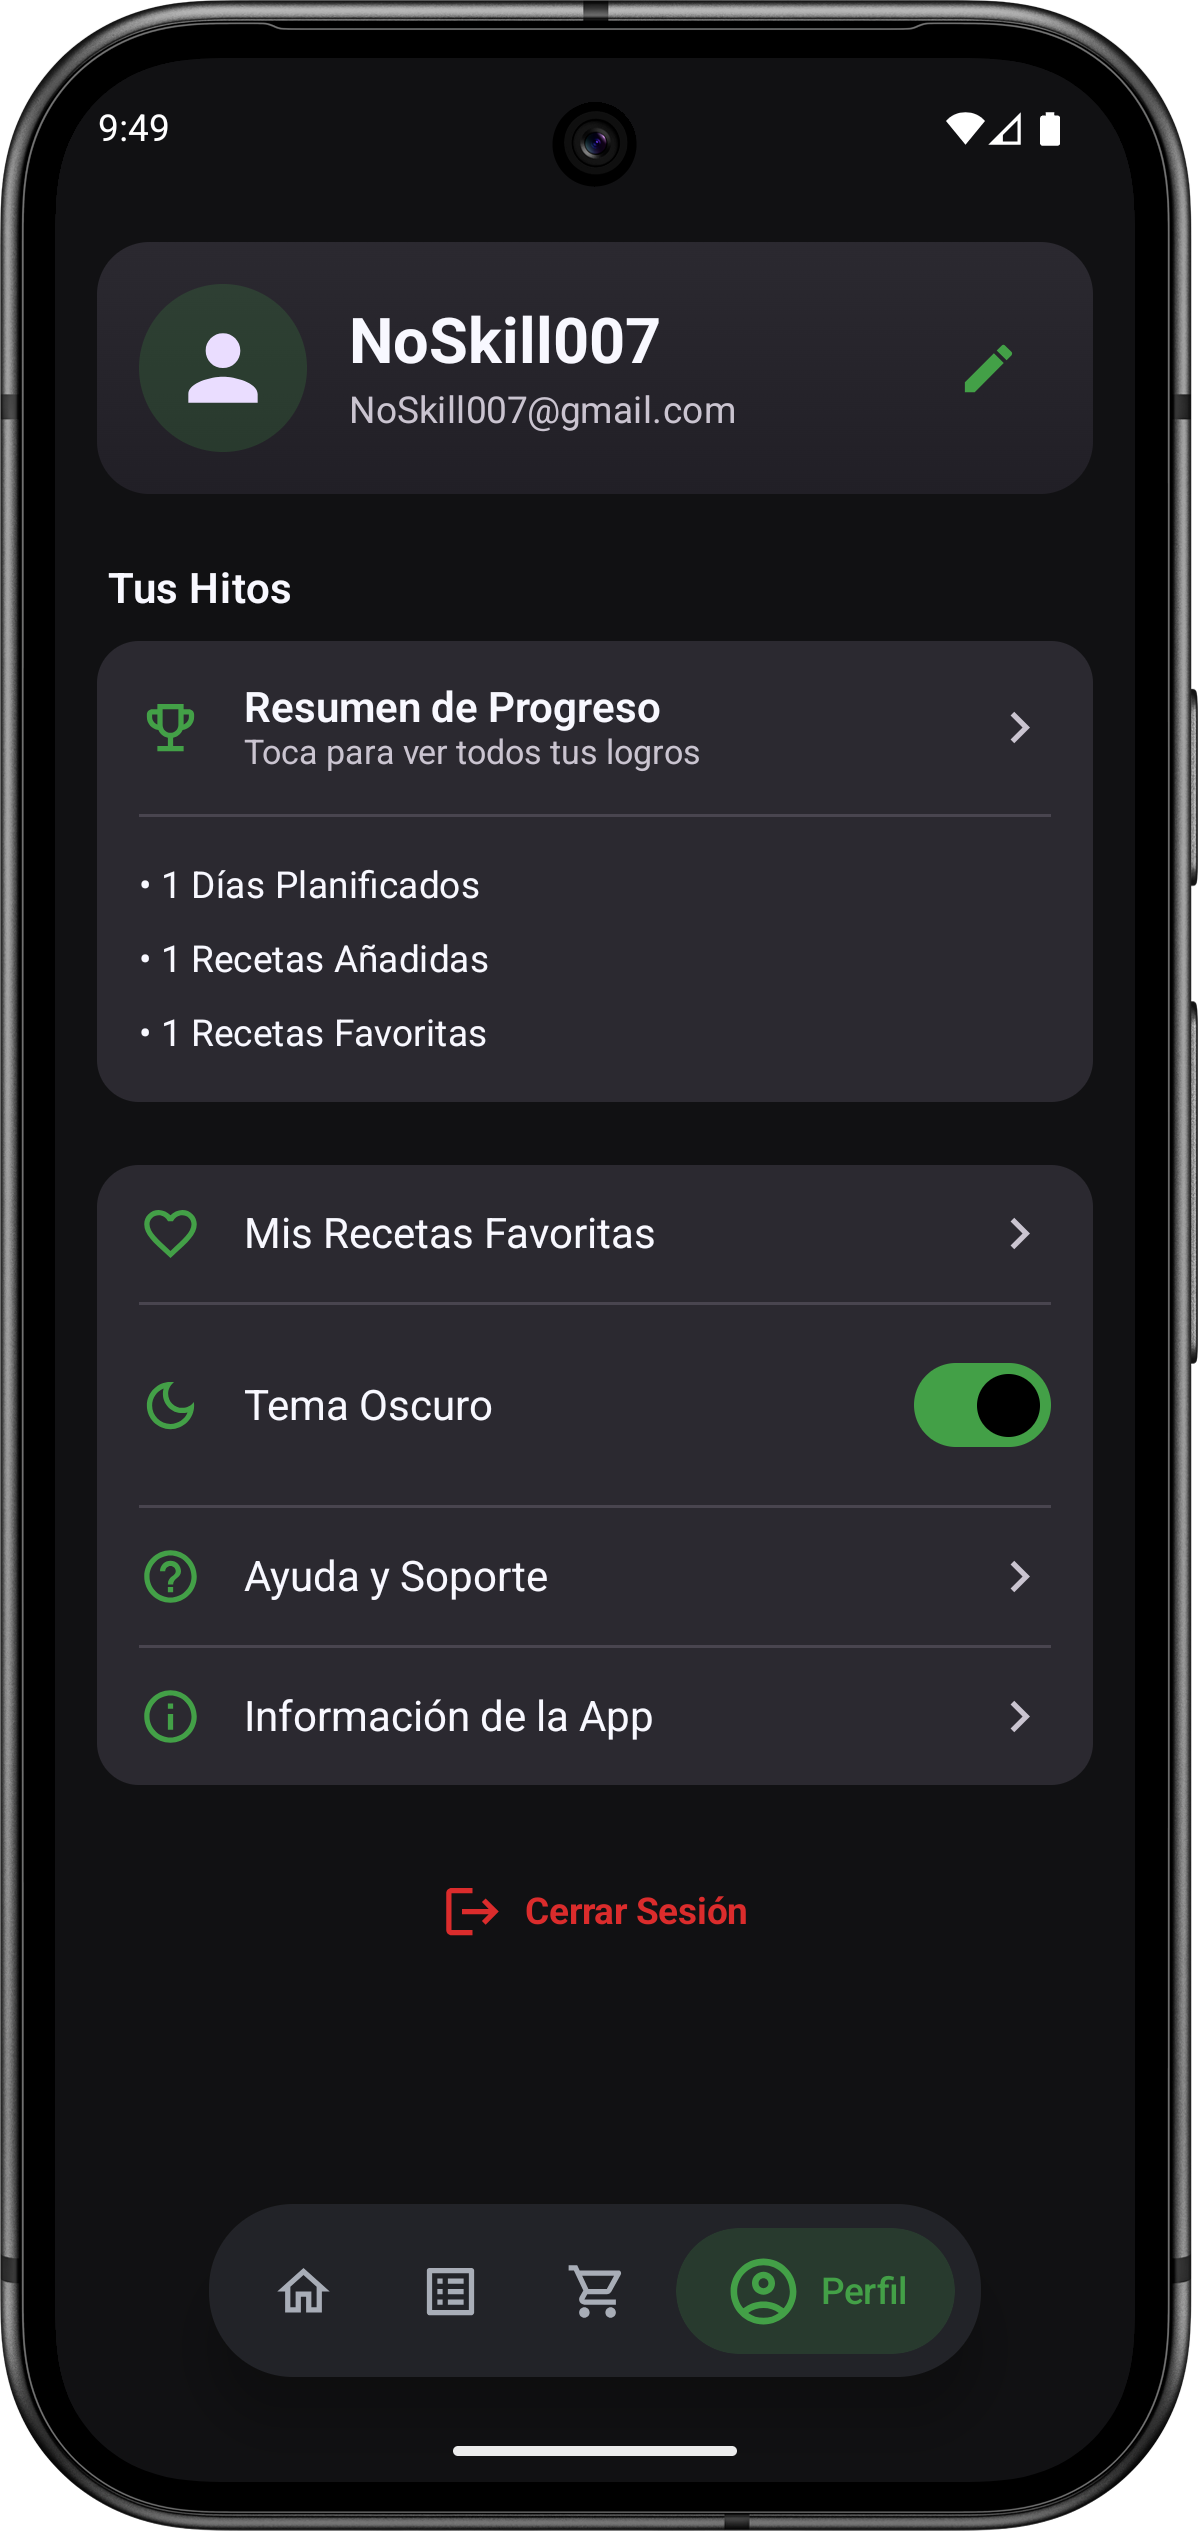 9:49
NoSkill007
NoSkill007@gmail.com
Tus Hitos
Resumen de Progreso
Toca para ver todos tus logros
• 1 Días Planificados
• 1 Recetas Añadidas
• 1 Recetas Favoritas
Mis Recetas Favoritas
Tema Oscuro
Ayuda y Soporte
Información de la App
Cerrar Sesión
Perfil